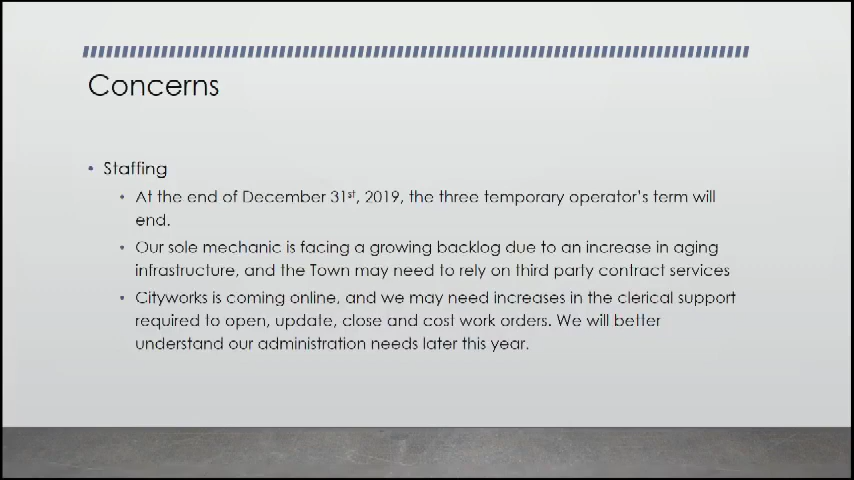 Concerns
• Staffing
• At the end of December 31st, 2019, the three temporary operator's term will
end.
• Our sole mechanic is facing a growing backlog due to an increase in aging
infrastructure, and the Town may need to rely on third party contract services
• Cityworks is coming online, and we may need increases in the clerical support
required to open, update, close and cost work orders. We will better
understand our administration needs later this year.